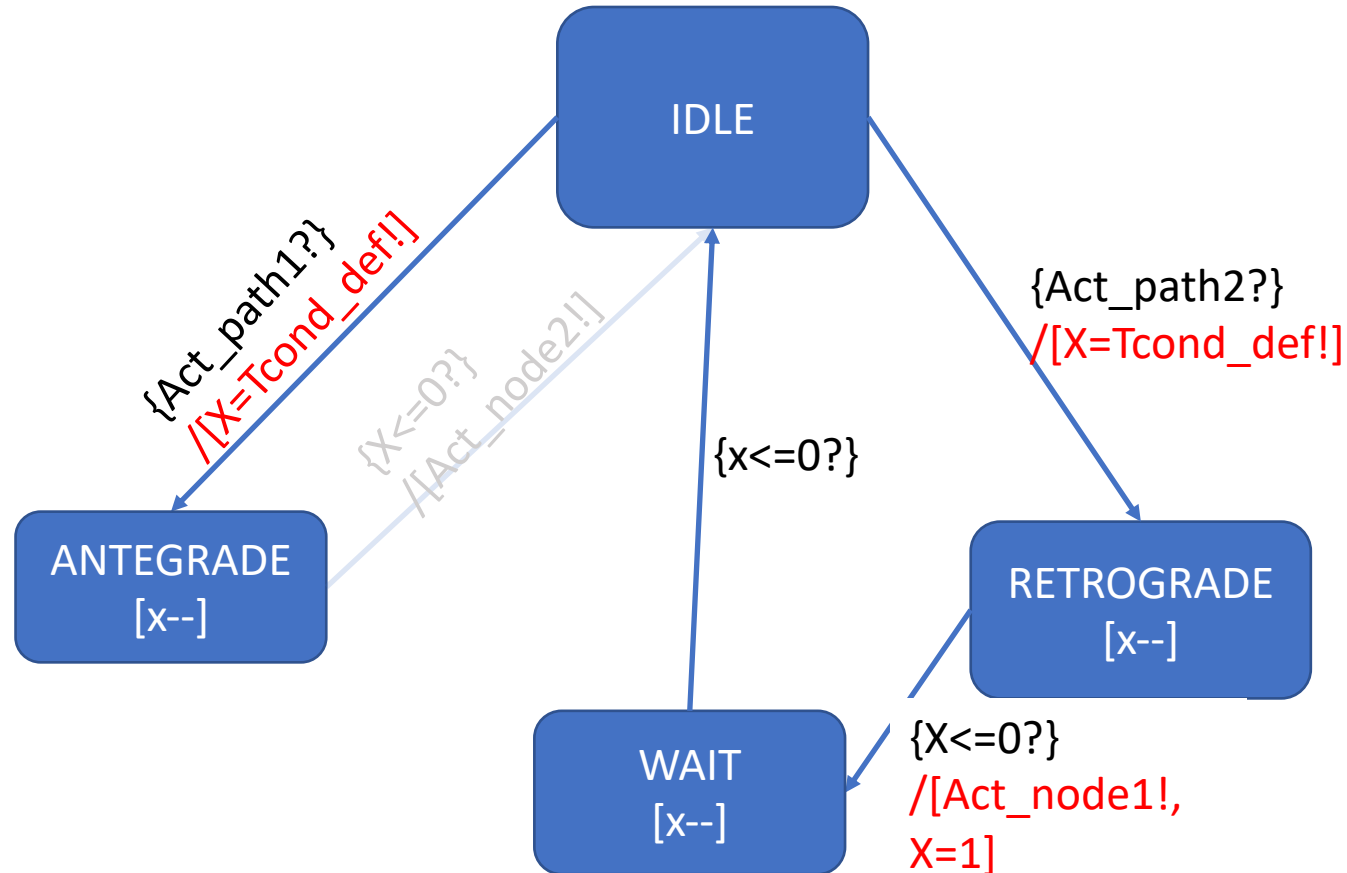 IDLE
{Act_path1?}
/[X=Tcond_def!]
{X<=0?}
/[Act_node2!]
{Act_path2?}
/[X=Tcond_def!]
{x<=0?}
ANTEGRADE
[x--]
RETROGRADE
[x--]
WAIT
[x--]
{X<=0?}
/[Act_node1!,
X=1]